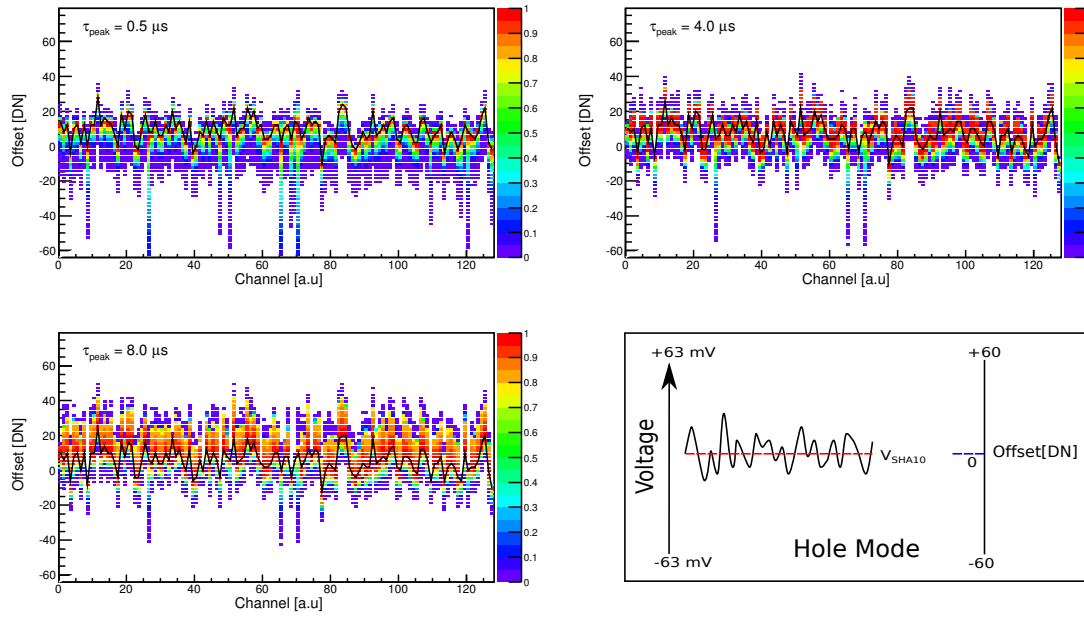 τpeak = 0.5 μs
Offset [DN]
60
40
20
0
-20
-40
-60
0 20 40 60 80 100 120
Channel [a.u]
1
0.9
0.8
0.7
0.6
0.5
0.4
0.3
0.2
0.1
0
τpeak = 4.0 μs
Offset [DN]
60
40
20
0
-20
-40
-60
0 20 40 60 80 100 120
Channel [a.u]
τpeak = 8.0 μs
Offset [DN]
60
40
20
0
-20
-40
-60
0 20 40 60 80 100 120
Channel [a.u]
1
0.9
0.8
0.7
0.6
0.5
0.4
0.3
0.2
0.1
0
+63 mV +60
Voltage
VSHA10
0
Offset[DN]
Hole Mode
-63 mV -60